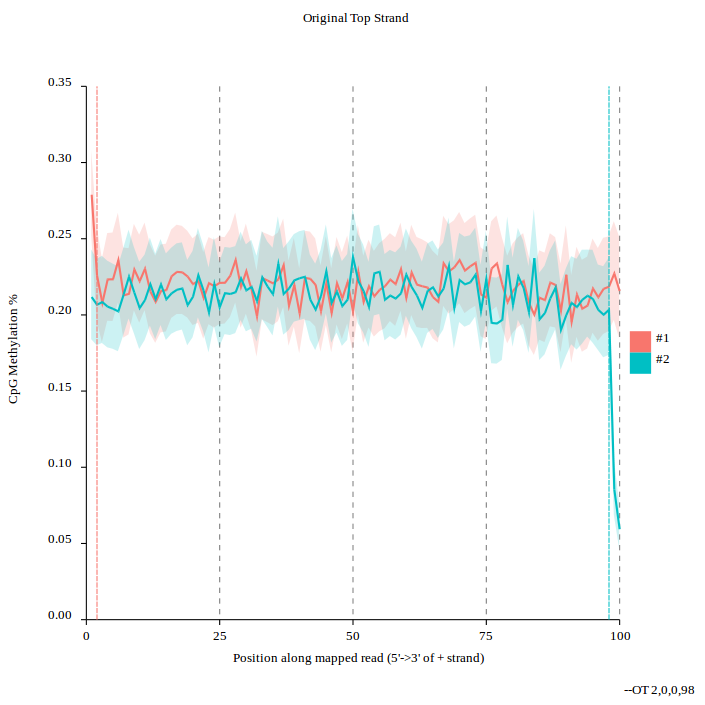 Original Top Strand
0.35
0.30
0.25
0.20
0.15
0.10
0.05
0.00
CpG Methylation %
0 25 50 75 100
Position along mapped read (5'->3' of + strand)
#1
#2
--OT 2,0,0,98